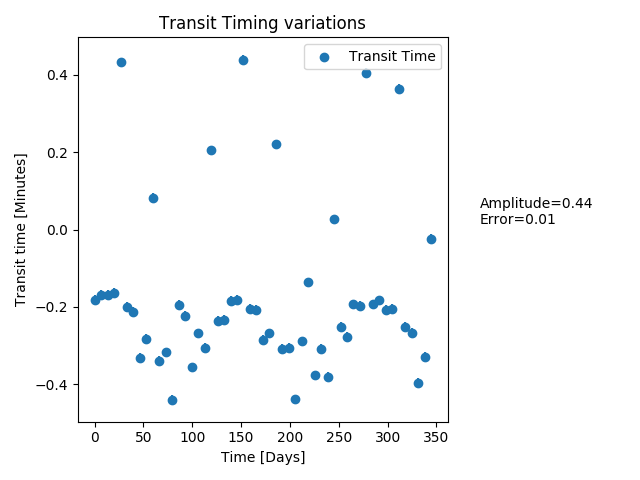 Transit Timing variations
Transit Time
Transit time [Minutes]
0.4
0.2
0.0
−0.2
−0.4
Amplitude=0.44
Error=0.01
0 50 100 150 200 250 300 350
Time [Days]